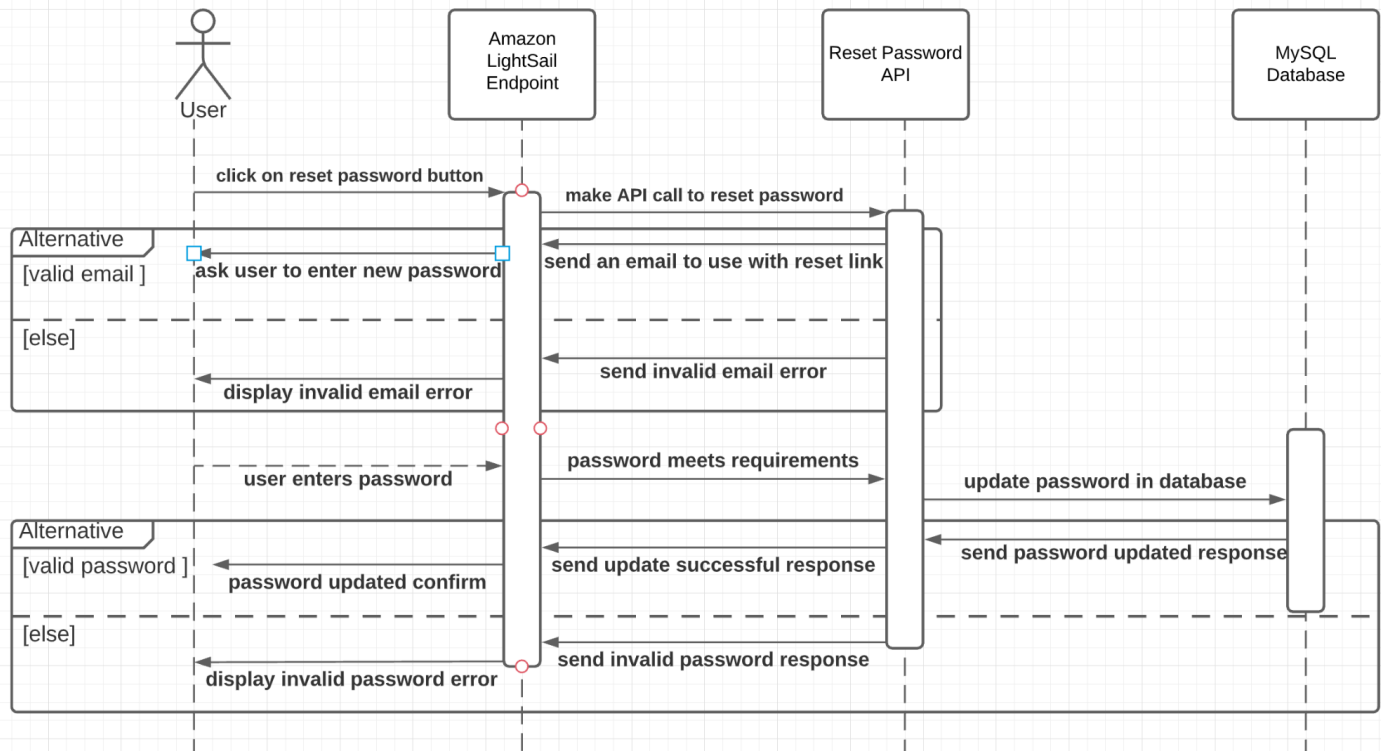 User
Amazon
LightSail
Endpoint
Reset Password
API
MySQL
Database
click on reset password button
make API call to reset password
Alternative
[valid email ]
ask user to enter new password
send an email to use with reset link
[else]
send invalid email error
display invalid email error
user enters password
password meets requirements
update password in database
Alternative
[valid password ]
password updated confirm
send update successful response
send password updated response
[else]
send invalid password response
display invalid password error